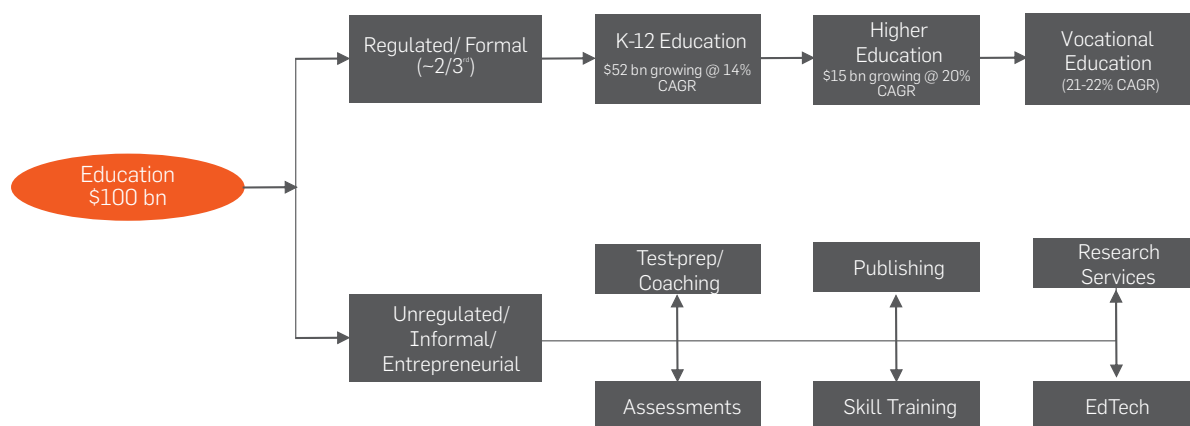 Regulated/ Formal
(~2/3rd)
K-12 Education
$52 bn growing @ 14%
CAGR
Higher
Education
$15 bn growing @ 20%
CAGR
Vocational
Education
(21-22% CAGR)
Education
$100 bn
Unregulated/
Informal/
Entrepreneurial
Test-prep/
Coaching
Publishing
Research
Services
Assessments
Skill Training
EdTech